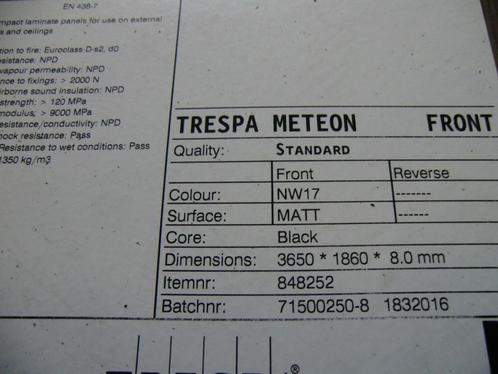 EN 438-7
mpact laminate panels for use on external
s and ceilings
tion to fire: Euroclass D-s2, d0
esistance: NPD
vapour permeability: NPD
nce to fixings: > 2000 N
irborne sound insulation: NPD
strength: > 120 MPa
modulus: > 9000 MPa
esistance/conductivity: NPD
hock resistance: Pass
Resistance to wet conditions: Pass
1350 kg/m3
TRESPA METEON FRONT
Quality: STANDARD
Front Reverse
Colour: NW17 -------
Surface: MATT ------
Core: Black
Dimensions: 3650 * 1860 * 8.0 mm
Itemnr: 848252
Batchnr: 71500250-8 1832016